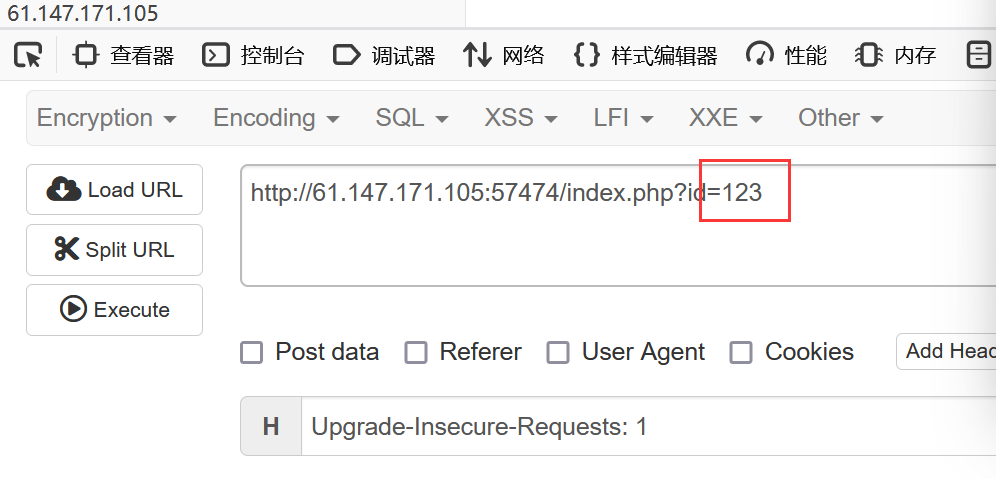 61.147.171.105
查看器 控制台 调试器 网络 {} 样式编辑器 性能 内存
Encryption Encoding SQL XSS LFI XXE Other
Load URL
http://61.147.171.105:57474/index.php?id=123
Split URL
Execute
Post data Referer User Agent Cookies Add Head
H Upgrade-Insecure-Requests: 1